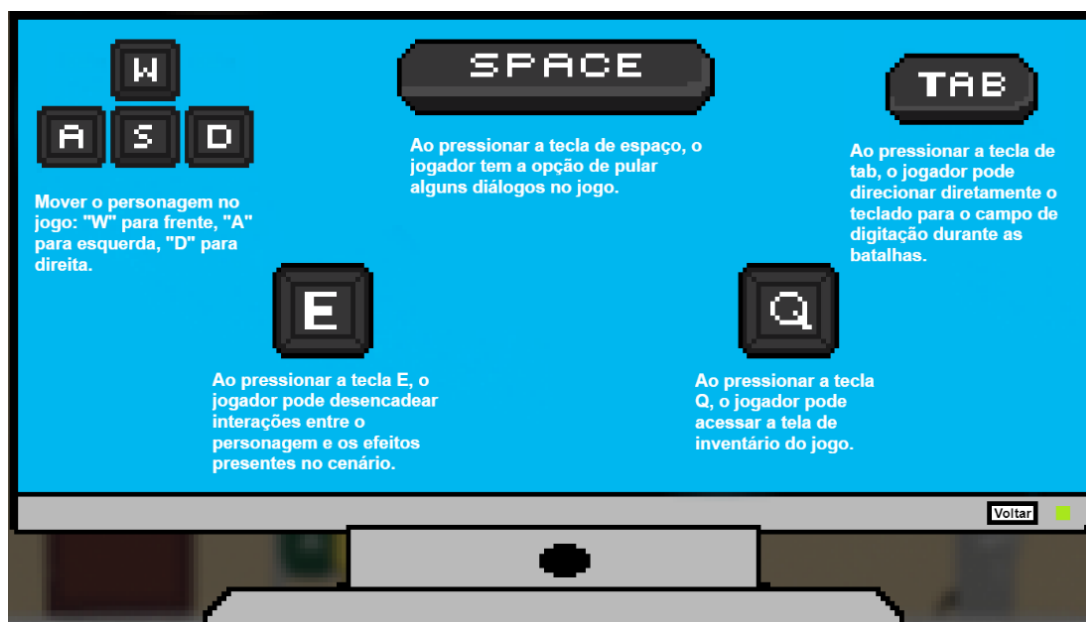 W
A S D
Mover o personagem no
jogo: "W" para frente, "A"
para esquerda, "D" para
direita.
SPACE
Ao pressionar a tecla de espaço, o
jogador tem a opção de pular
alguns diálogos no jogo.
TAB
Ao pressionar a tecla de
tab, o jogador pode
direcionar diretamente o
teclado para o campo de
digitação durante as
batalhas.
E
Ao pressionar a tecla E, o
jogador pode desencadear
interações entre o
personagem e os efeitos
presentes no cenário.
Q
Ao pressionar a tecla
Q, o jogador pode
acessar a tela de
inventário do jogo.
Voltar